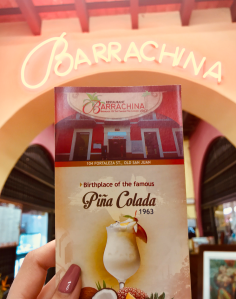 BARRACHINA
BARRACHINA
104 FORTALEZA ST., OLD SAN JUAN
Birthplace of the famous
Piña Colada
1963